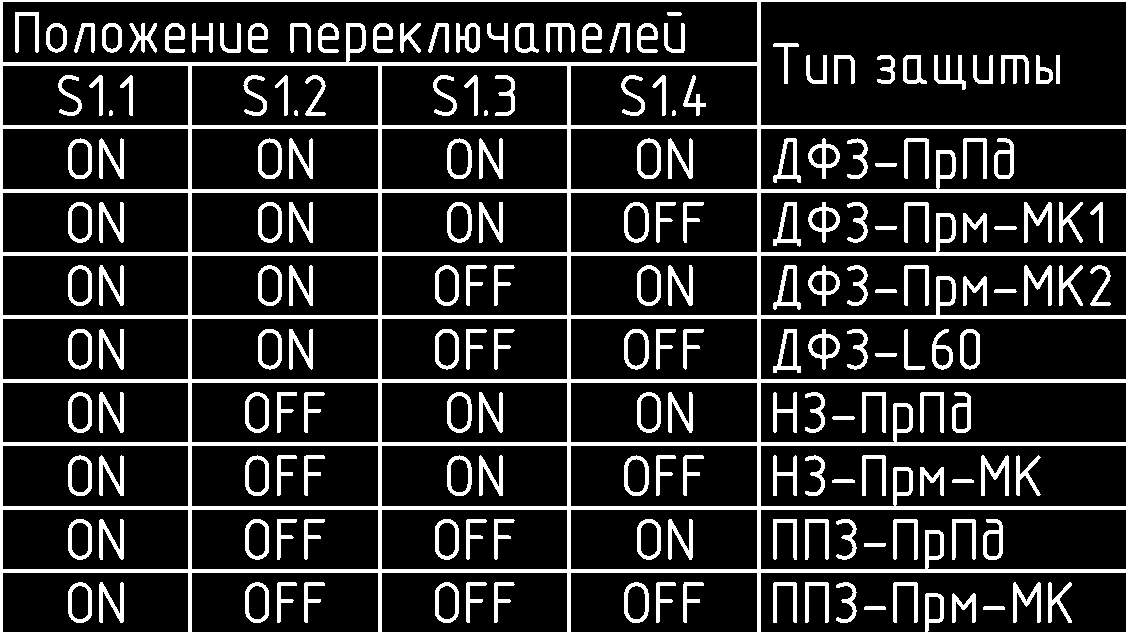 Положение переключателей Тип защиты
S1.1 S1.2 S1.3 S1.4
ON ON ON ON ДФЗ-ПрПд
ON ON ON OFF ДФЗ-Прм-МК1
ON ON OFF ON ДФЗ-Прм-МК2
ON ON OFF OFF ДФЗ-L60
ON OFF ON ON НЗ-ПрПд
ON OFF ON OFF НЗ-Прм-МК
ON OFF OFF ON ППЗ-ПрПд
ON OFF OFF OFF ППЗ-Прм-МК